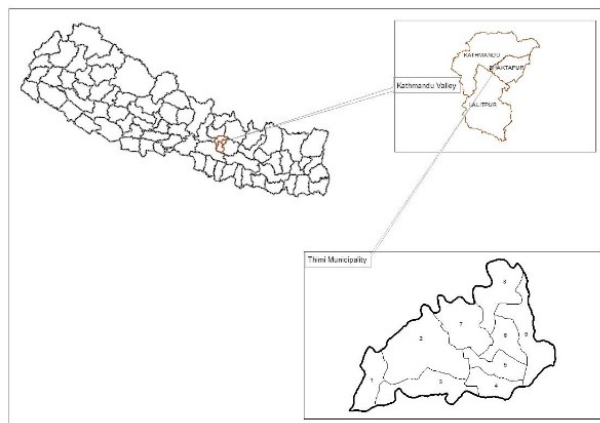 KATHMANDU
BHAKTAPUR
LALITPUR
Kathmandu Valley
Thimi Municipality
8
7
2
6
9
5
1
3
4